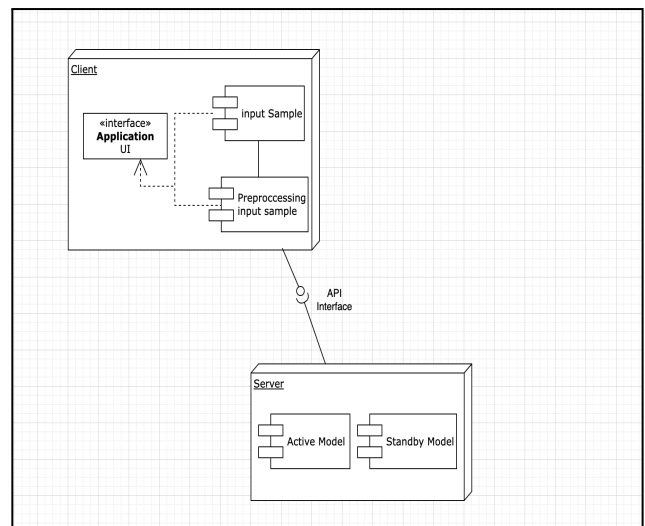 Client
«interface»
Application
UI
input Sample
Preproccessing
input sample
API
Interface
Server
Active Model
Standby Model